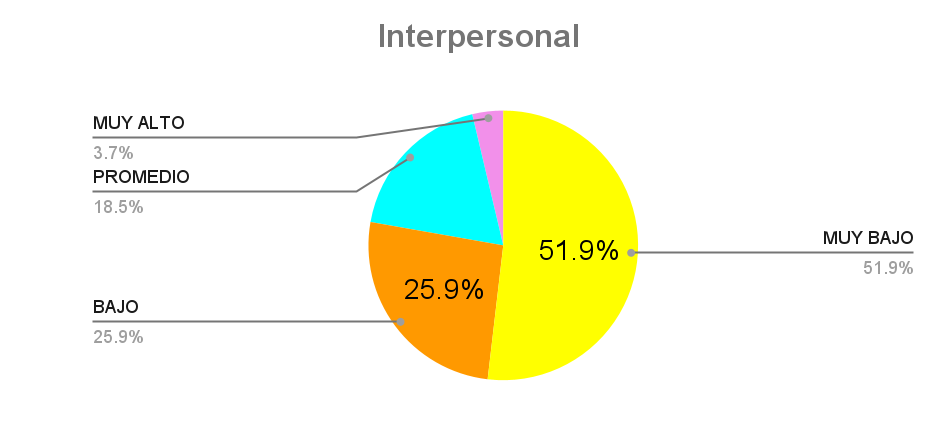 Interpersonal
MUY ALTO
3.7%
PROMEDIO
18.5%
BAJO
25.9%
25.9%
51.9%
MUY BAJO
51.9%